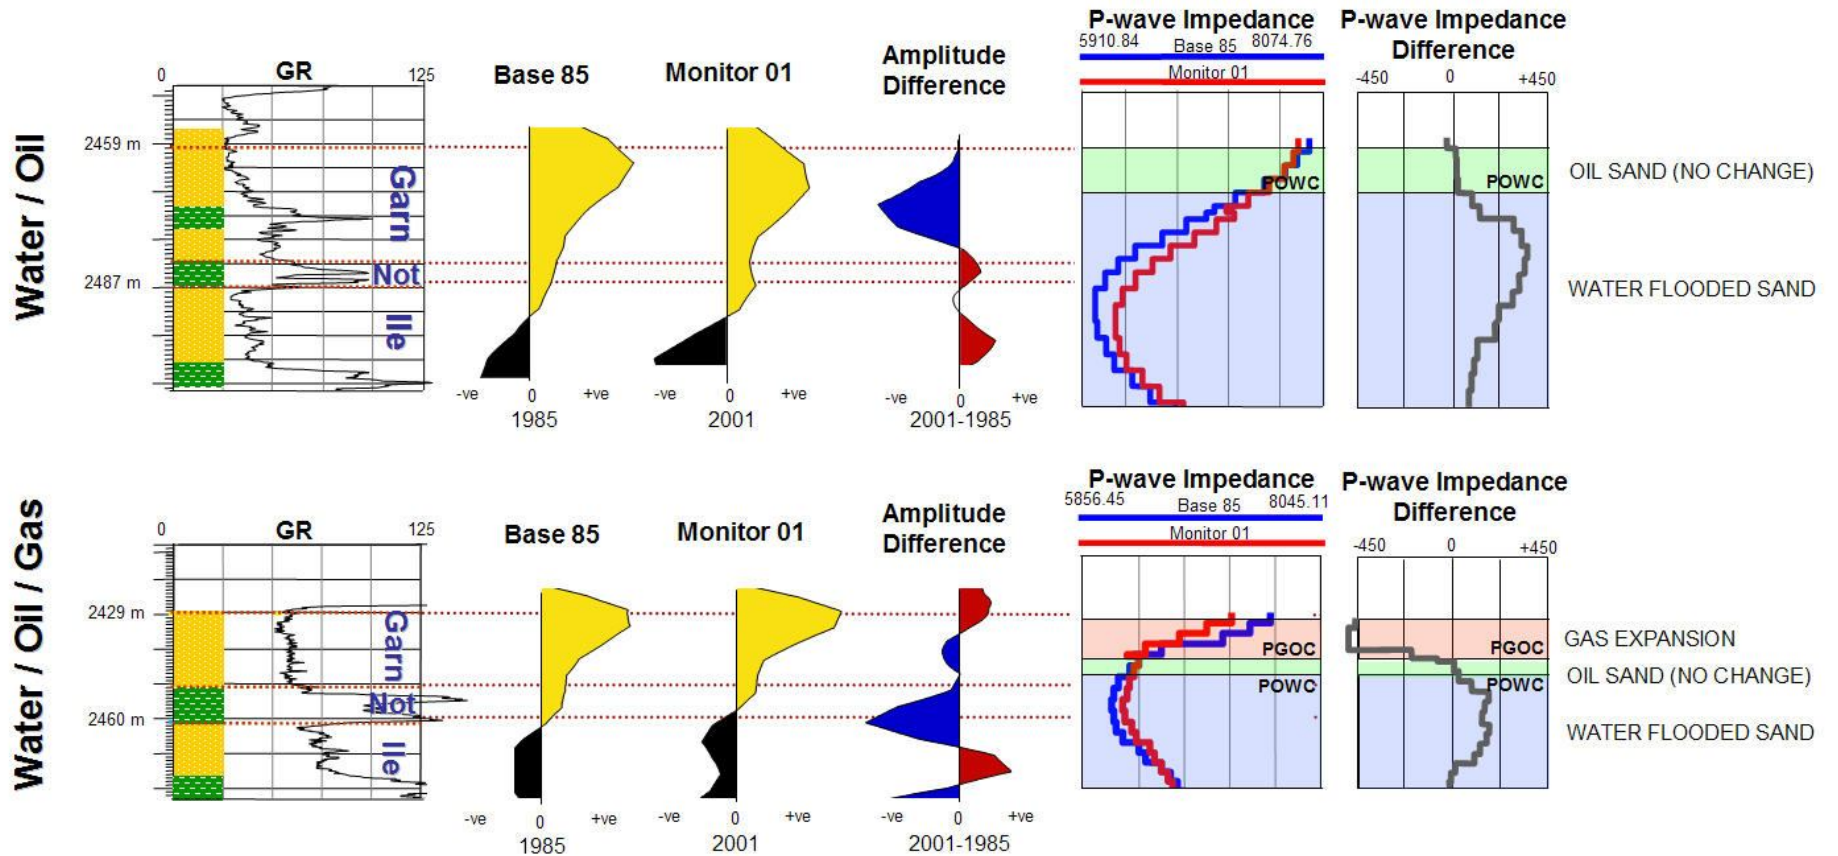 Water / Oil
0 GR 125
2459 m
2487 m
Garn
Not
Ile
Base 85
-ve 0 +ve
1985
Monitor 01
-ve 0 +ve
2001
Amplitude
Difference
-ve 0 +ve
2001-1985
P-wave Impedance
5910.84 Base 85 8074.76
Monitor 01
POWC
P-wave Impedance
Difference
-450 0 +450
POWC
OIL SAND (NO CHANGE)
WATER FLOODED SAND
Water / Oil / Gas
0 GR 125
2429 m
2460 m
Garn
Not
Ile
Base 85
-ve 0 +ve
1985
Monitor 01
-ve 0 +ve
2001
Amplitude
Difference
-ve 0 +ve
2001-1985
P-wave Impedance
5856.45 Base 85 8045.11
Monitor 01
PGOC
POWC
P-wave Impedance
Difference
-450 0 +450
PGOC
POWC
GAS EXPANSION
OIL SAND (NO CHANGE)
WATER FLOODED SAND